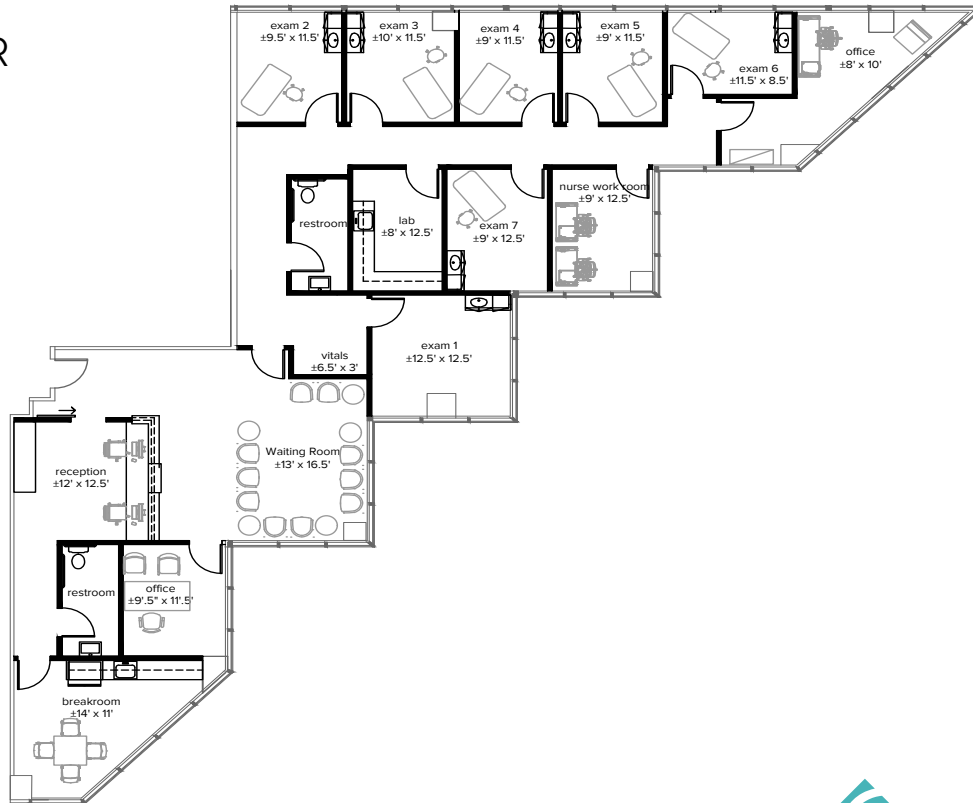 R
exam 2
±9.5' x 11.5'
exam 3
±10' x 11.5'
exam 4
±9' x 11.5'
exam 5
±9' x 11.5'
exam 6
±11.5' x 8.5'
office
±8' x 10'
restroom
lab
±8' x 12.5'
exam 7
±9' x 12.5'
nurse work room
±9' x 12.5'
vitals
±6.5' x 3'
exam 1
±12.5' x 12.5'
Waiting Room
±13' x 16.5'
reception
±12' x 12.5'
restroom
office
±9'.5" x 11'.5'
breakroom
±14' x 11'